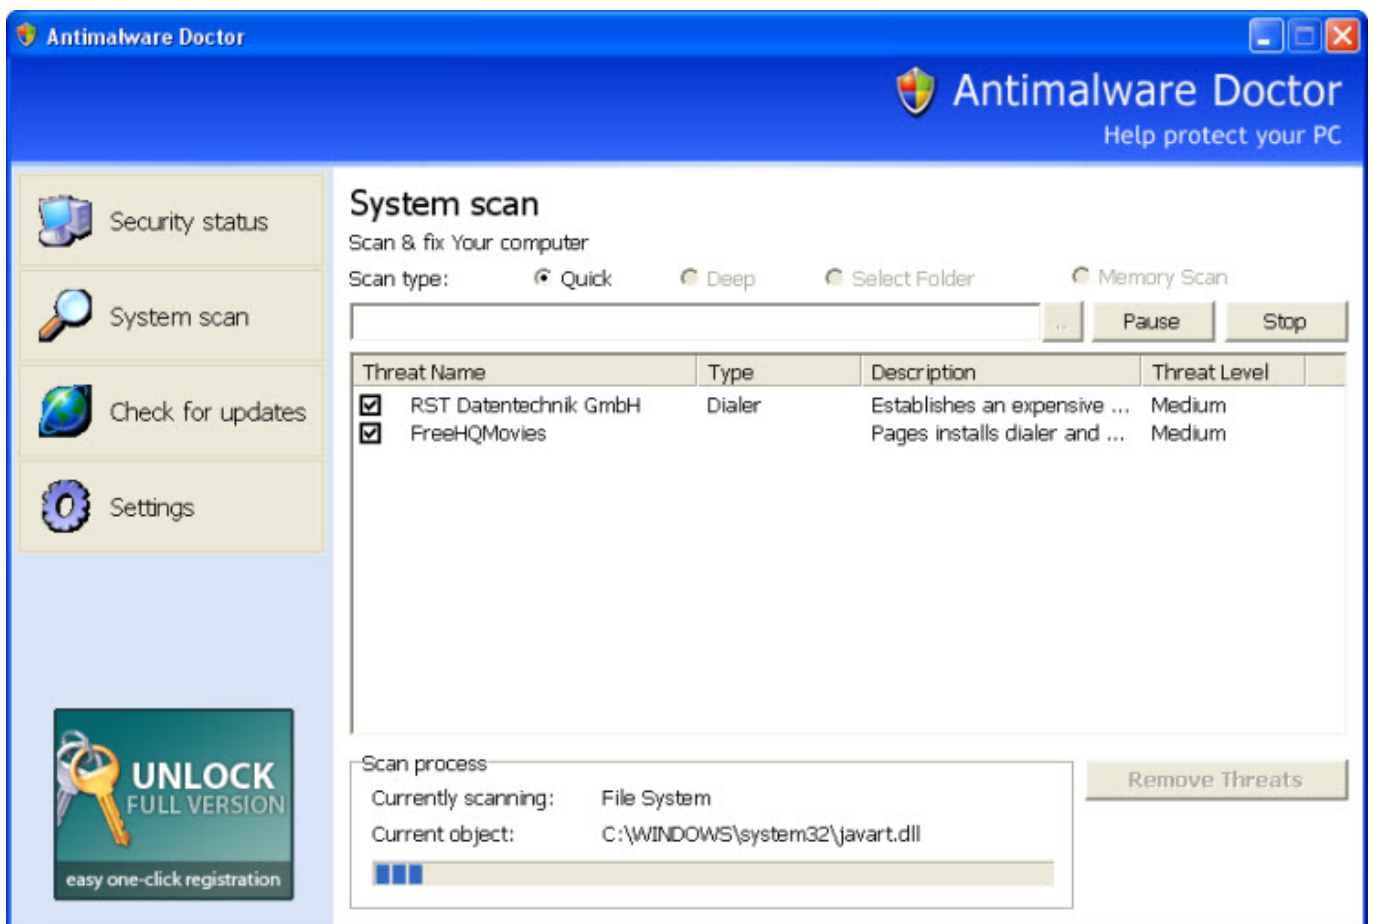 Antimalware Doctor
Antimalware Doctor
Help protect your PC
Security status
System scan
Check for updates
Settings
UNLOCK
FULL VERSION
easy one-click registration
System scan
Scan & fix Your computer
Scan type: Quick Deep Select Folder Memory Scan
.. Pause Stop
Threat Name Type Description Threat Level
RST Datentechnik GmbH Dialer Establishes an expensive ... Medium
FreeHQMovies Pages installs dialer and ... Medium
Scan process
Currently scanning: File System
Current object: C:\WINDOWS\system32\javart.dll
Remove Threats